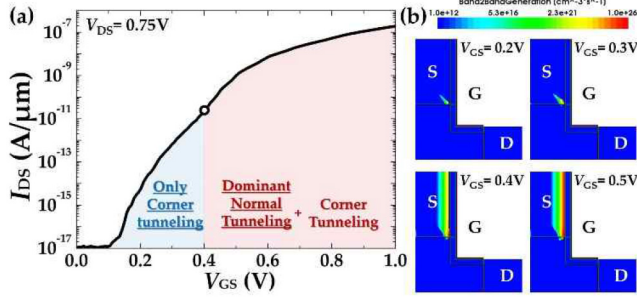 (a)
V_DS = 0.75V
10^-7
10^-9
10^-11
10^-13
10^-15
10^-17
I_DS (A/μm)
Only
Corner
tunneling
Dominant
Normal
Tunneling
+
Corner
Tunneling
0.0 0.2 0.4 0.6 0.8 1.0
V_GS (V)
(b)
Band2BandGeneration (cm^-3*s^-1)
1.0e+12 5.3e+16 2.3e+21 1.0e+26
V_GS= 0.2V
S
G
D
V_GS= 0.3V
S
G
D
V_GS= 0.4V
S
G
D
V_GS= 0.5V
S
G
D